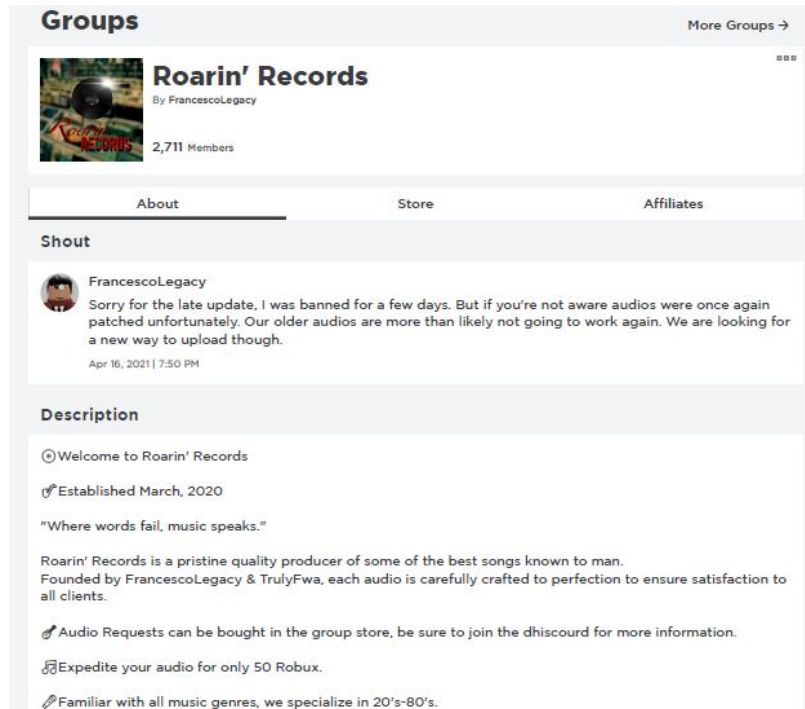 Groups
More Groups →
Roarin' Records
By FrancescoLegacy
Roarin'
RECORDS
2,711 Members
About
Store
Affiliates
Shout
FrancescoLegacy
Sorry for the late update, I was banned for a few days. But if you're not aware audios were once again
patched unfortunately. Our older audios are more than likely not going to work again. We are looking for
a new way to upload though.
Apr 16, 2021 | 7:50 PM
Description
Welcome to Roarin' Records
Established March, 2020
"Where words fail, music speaks."
Roarin' Records is a pristine quality producer of some of the best songs known to man.
Founded by FrancescoLegacy & TrulyFwa, each audio is carefully crafted to perfection to ensure satisfaction to
all clients.
Audio Requests can be bought in the group store, be sure to join the dhiscourd for more information.
Expedite your audio for only 50 Robux.
Familiar with all music genres, we specialize in 20's-80's.